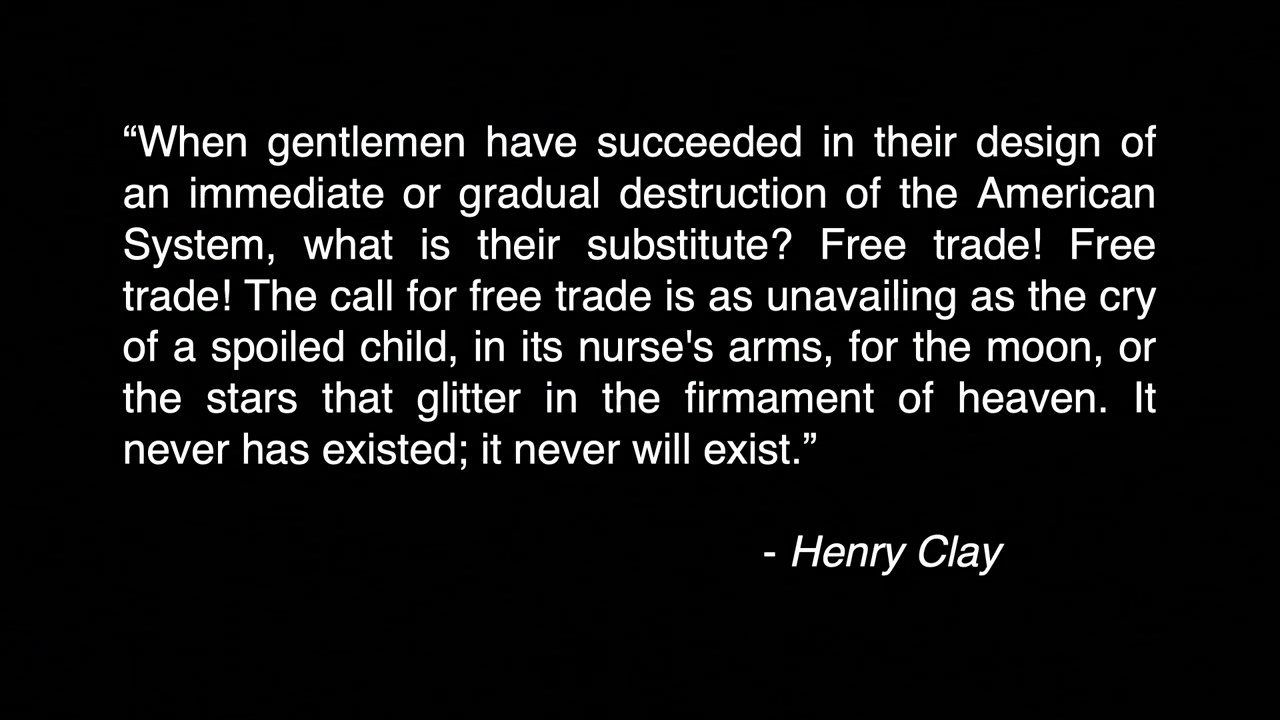 “When gentlemen have succeeded in their design of
an immediate or gradual destruction of the American
System, what is their substitute? Free trade! Free
trade! The call for free trade is as unavailing as the cry
of a spoiled child, in its nurse's arms, for the moon, or
the stars that glitter in the firmament of heaven. It
never has existed; it never will exist.”
- Henry Clay